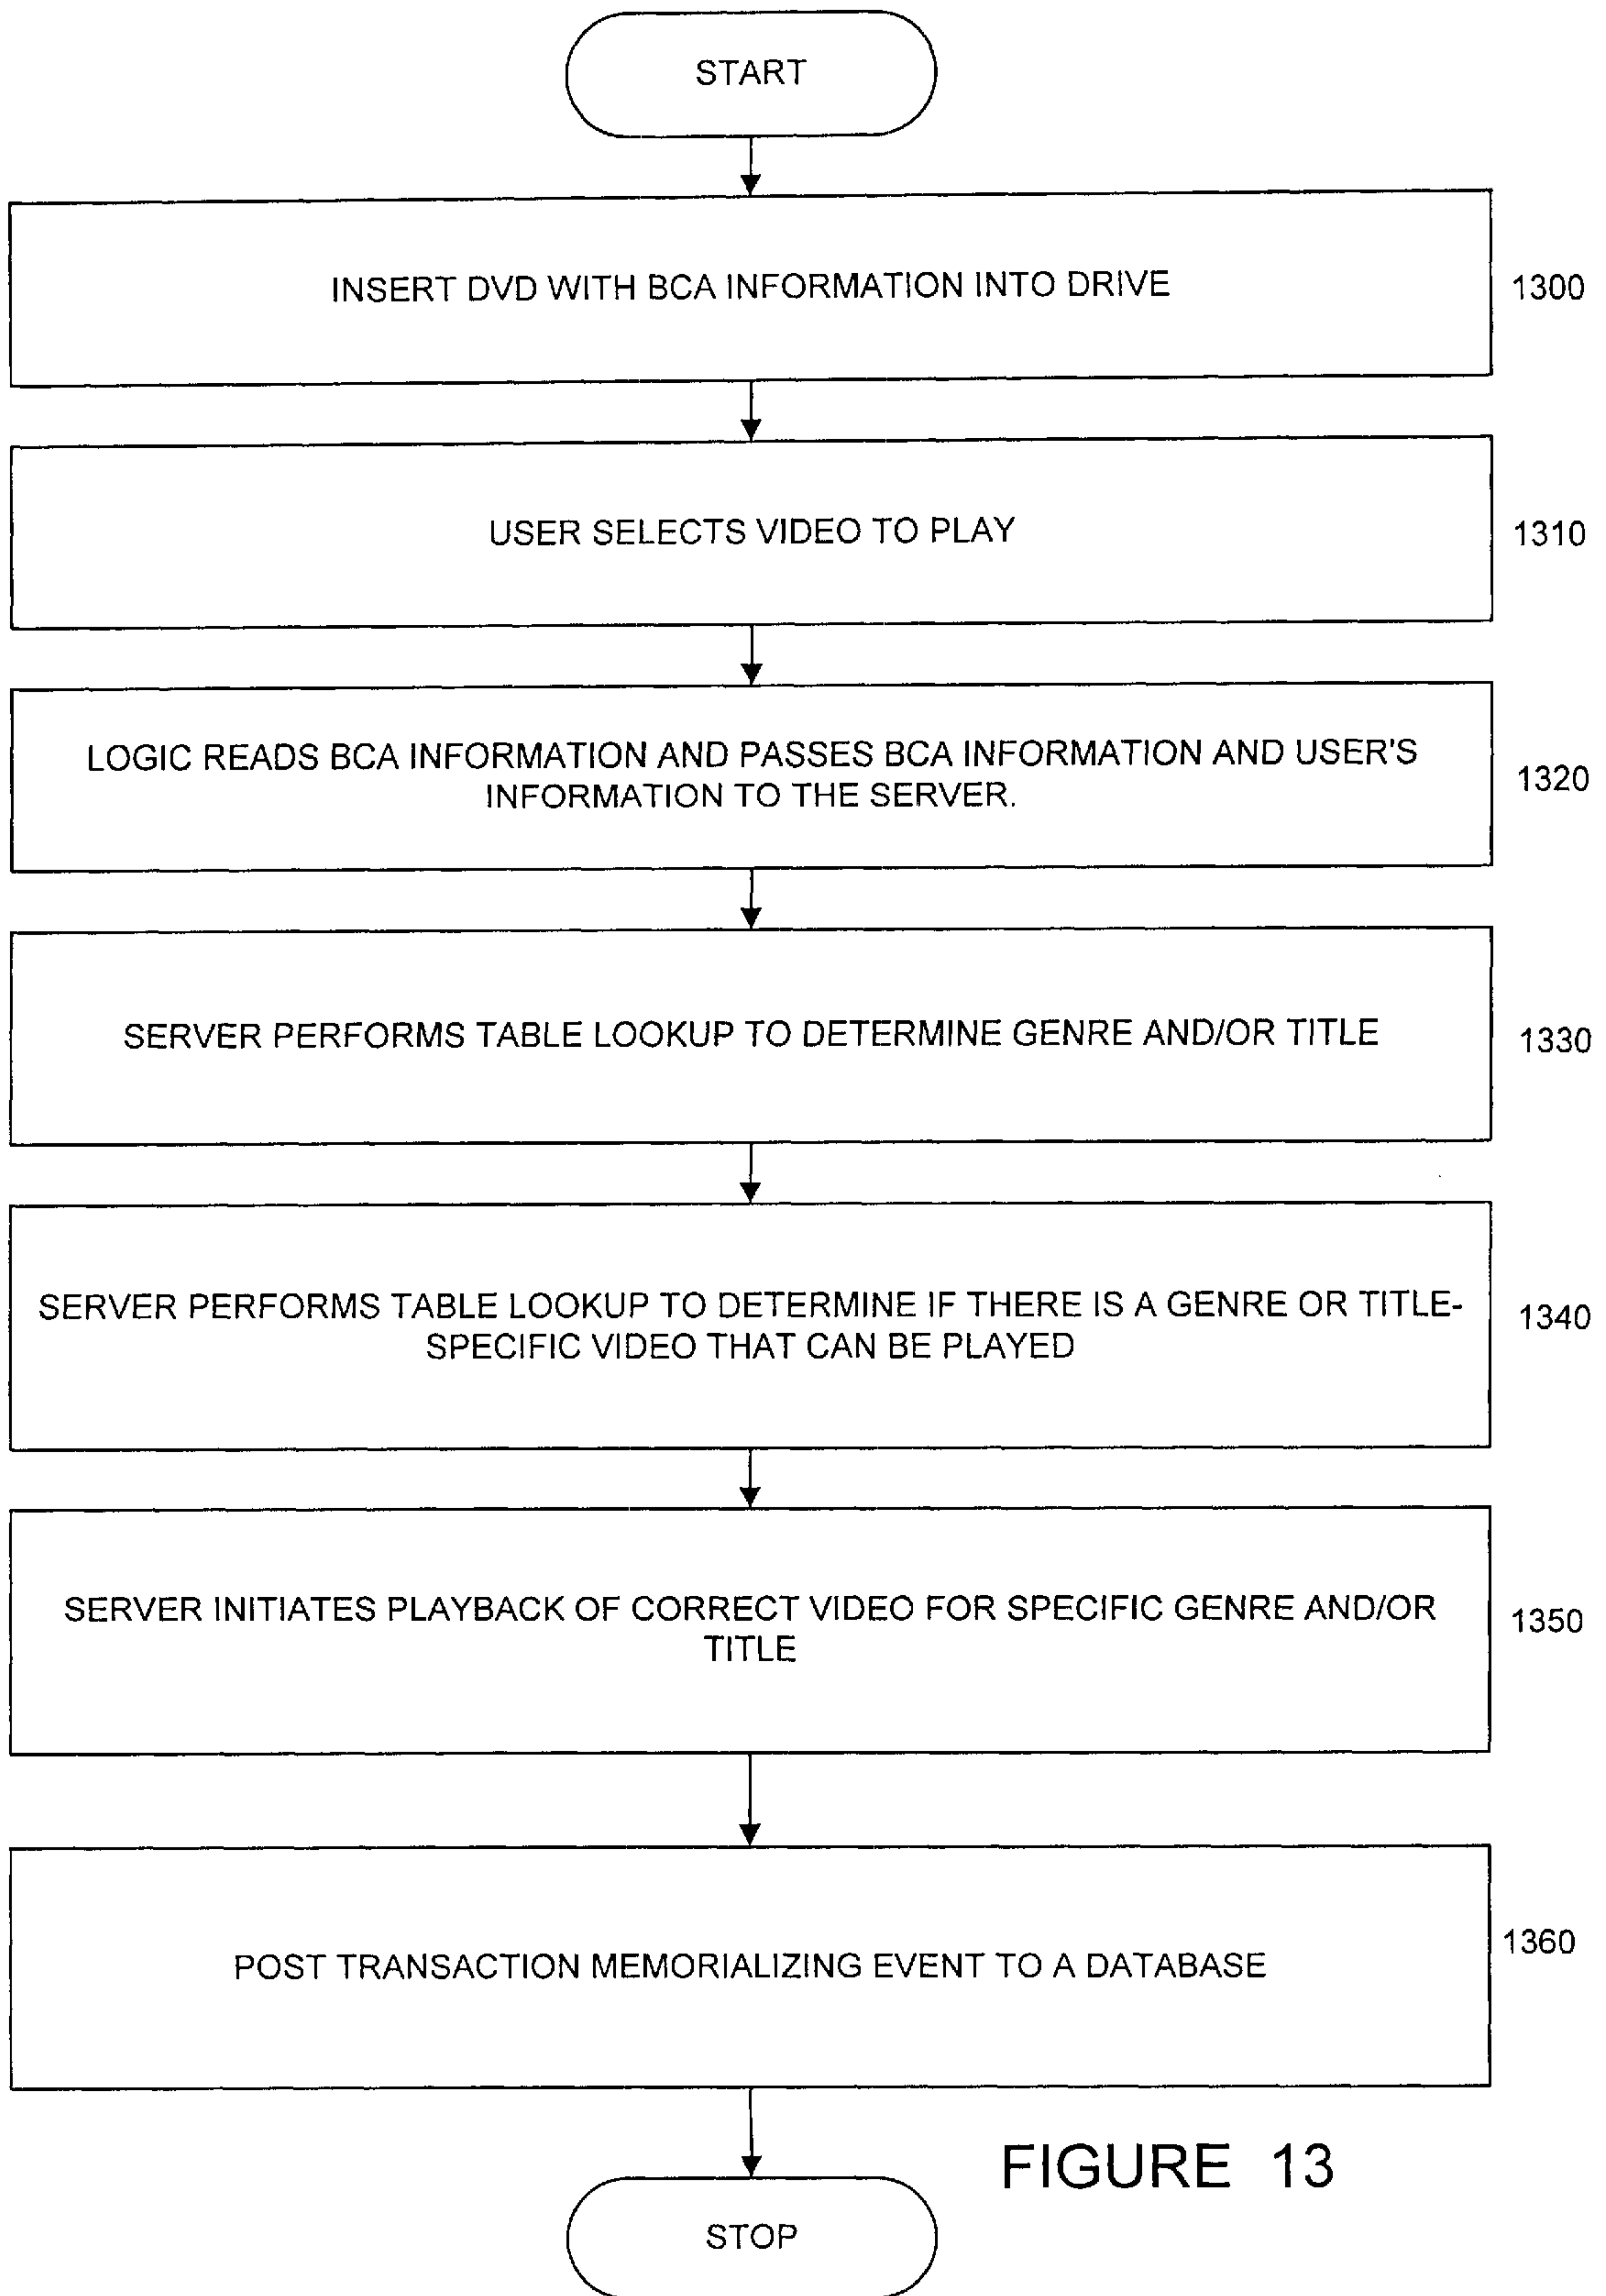 START
INSERT DVD WITH BCA INFORMATION INTO DRIVE
1300
USER SELECTS VIDEO TO PLAY
1310
LOGIC READS BCA INFORMATION AND PASSES BCA INFORMATION AND USER'S
INFORMATION TO THE SERVER.
1320
SERVER PERFORMS TABLE LOOKUP TO DETERMINE GENRE AND/OR TITLE
1330
SERVER PERFORMS TABLE LOOKUP TO DETERMINE IF THERE IS A GENRE OR TITLE-
SPECIFIC VIDEO THAT CAN BE PLAYED
1340
SERVER INITIATES PLAYBACK OF CORRECT VIDEO FOR SPECIFIC GENRE AND/OR
TITLE
1350
POST TRANSACTION MEMORIALIZING EVENT TO A DATABASE
1360
FIGURE 13
STOP